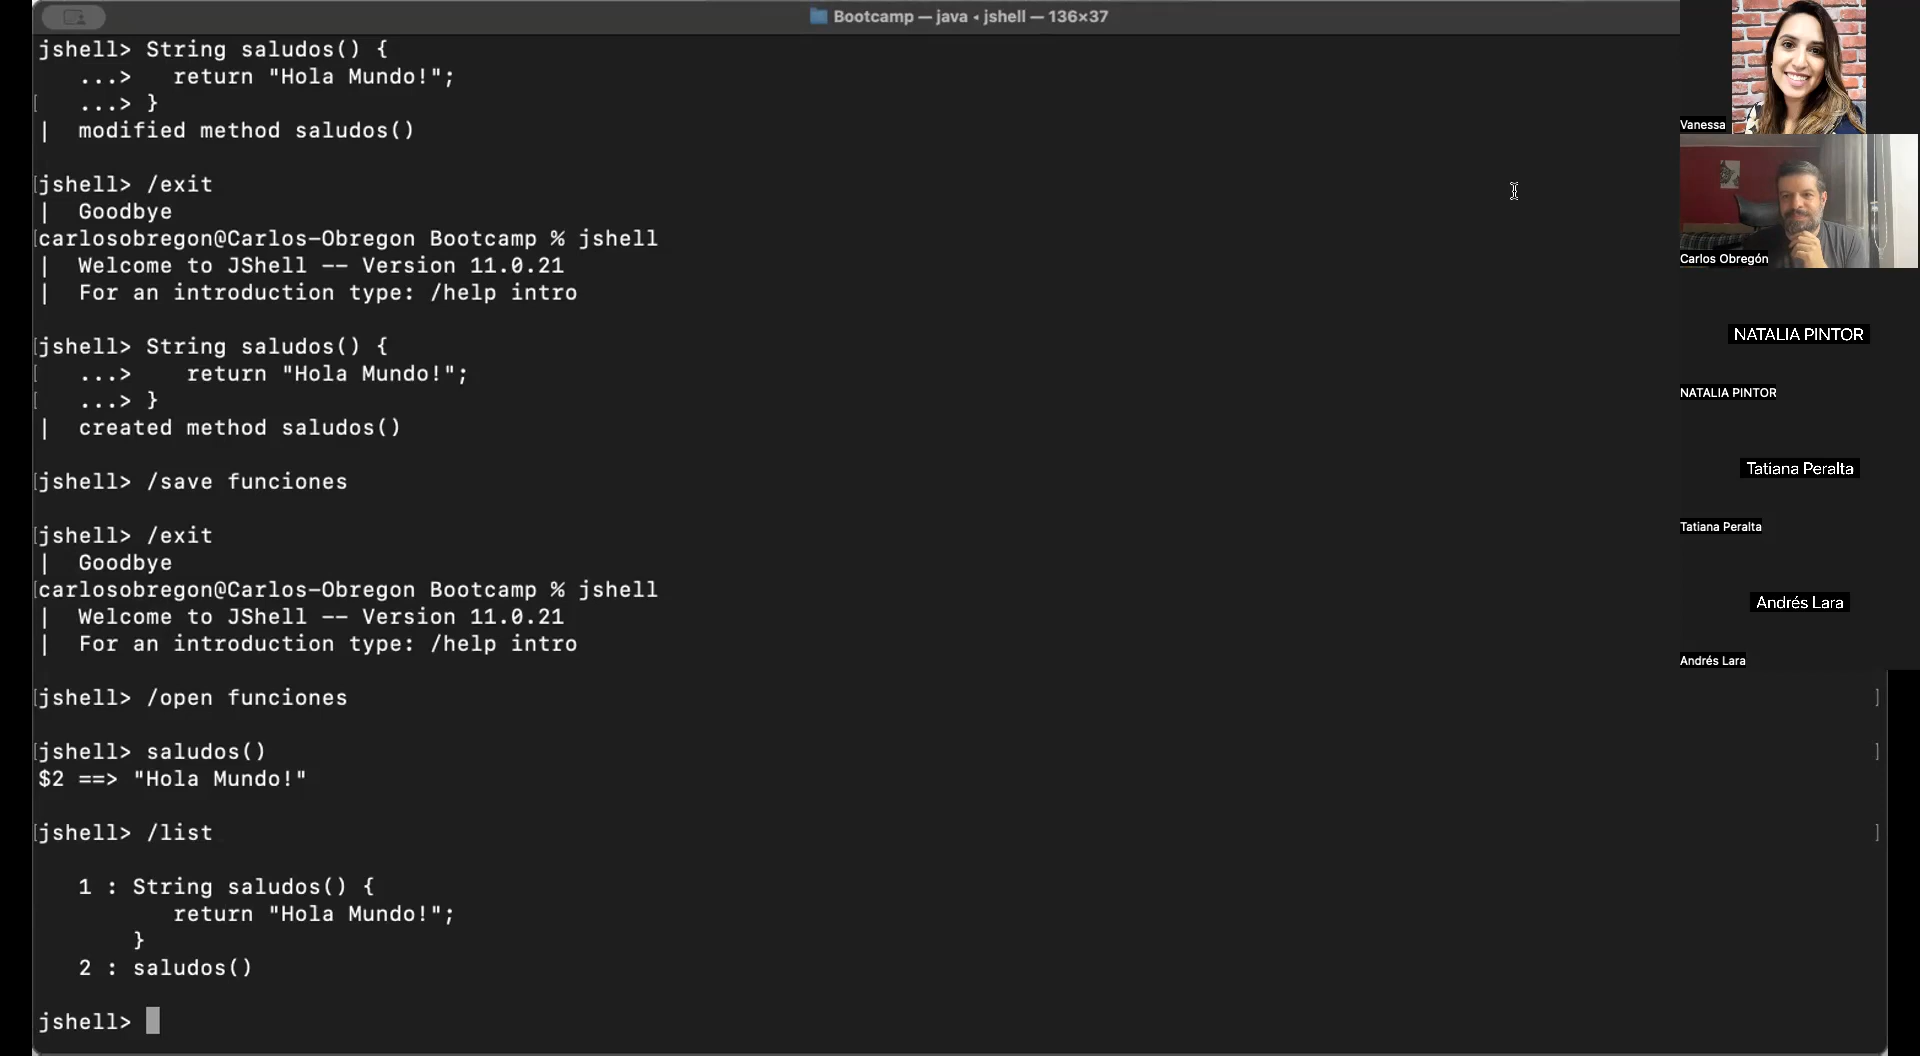 Bootcamp — java ◂ jshell — 136×37
jshell> String saludos() {
...> return "Hola Mundo!";
[ ...> }
| modified method saludos()
[jshell> /exit
| Goodbye
[carlosobregon@Carlos-Obregon Bootcamp % jshell
| Welcome to JShell -- Version 11.0.21
| For an introduction type: /help intro
[jshell> String saludos() {
[ ...> return "Hola Mundo!";
[ ...> }
| created method saludos()
[jshell> /save funciones
[jshell> /exit
| Goodbye
[carlosobregon@Carlos-Obregon Bootcamp % jshell
| Welcome to JShell -- Version 11.0.21
| For an introduction type: /help intro
[jshell> /open funciones ]
[jshell> saludos() ]
$2 ==> "Hola Mundo!"
[jshell> /list ]
1 : String saludos() {
return "Hola Mundo!";
}
2 : saludos()
jshell>
Vanessa
Carlos Obregón
NATALIA PINTOR
NATALIA PINTOR
Tatiana Peralta
Tatiana Peralta
Andrés Lara
Andrés Lara